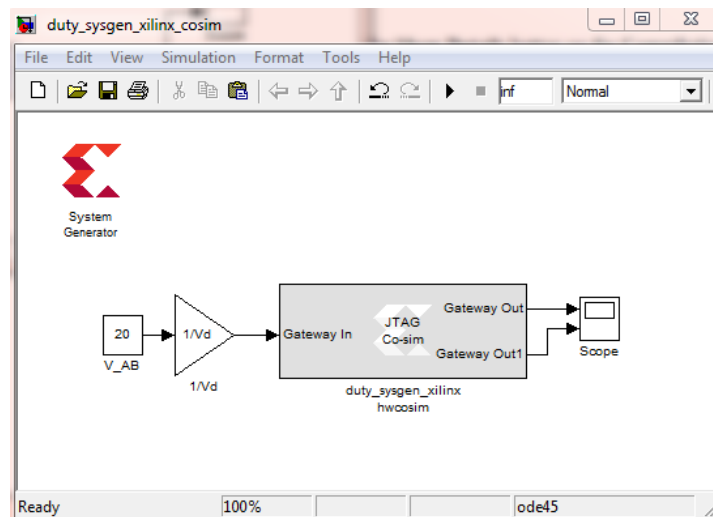 duty_sysgen_xilinx_cosim
File Edit View Simulation Format Tools Help
inf Normal
System
Generator
20
V_AB
1/Vd
1/Vd
Gateway In
JTAG
Co-sim
Gateway Out
Gateway Out1
duty_sysgen_xilinx
hwcosim
Scope
Ready 100% ode45